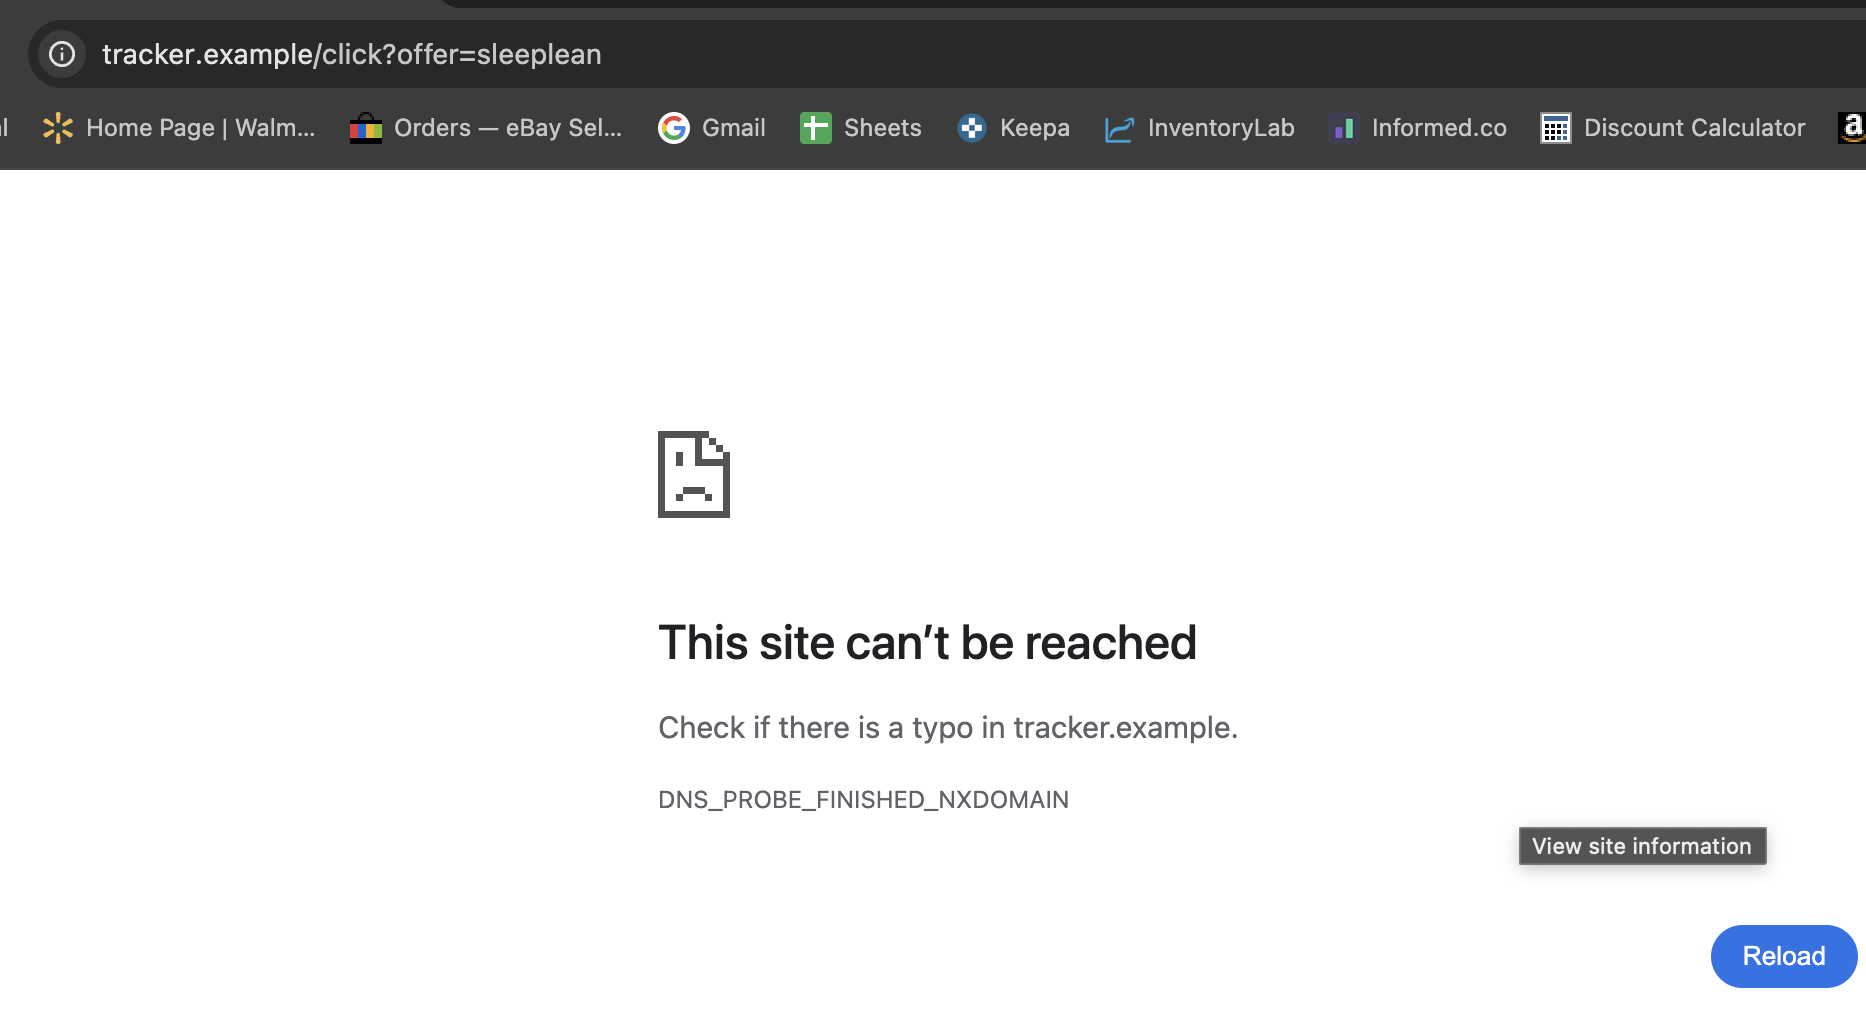 tracker.example/click?offer=sleeplean
Home Page | Walm... Orders — eBay Sel... Gmail Sheets Keepa InventoryLab Informed.co Discount Calculator
This site can’t be reached
Check if there is a typo in tracker.example.
DNS_PROBE_FINISHED_NXDOMAIN
View site information
Reload